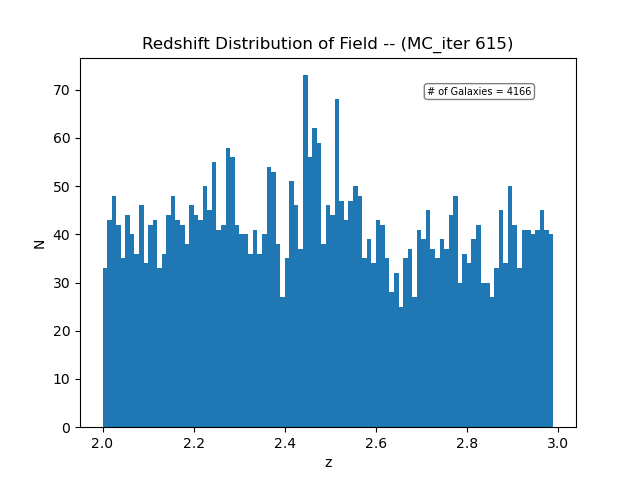 Redshift Distribution of Field -- (MC_iter 615)
# of Galaxies = 4166
70
60
50
40
30
20
10
0
N
2.0 2.2 2.4 2.6 2.8 3.0
z